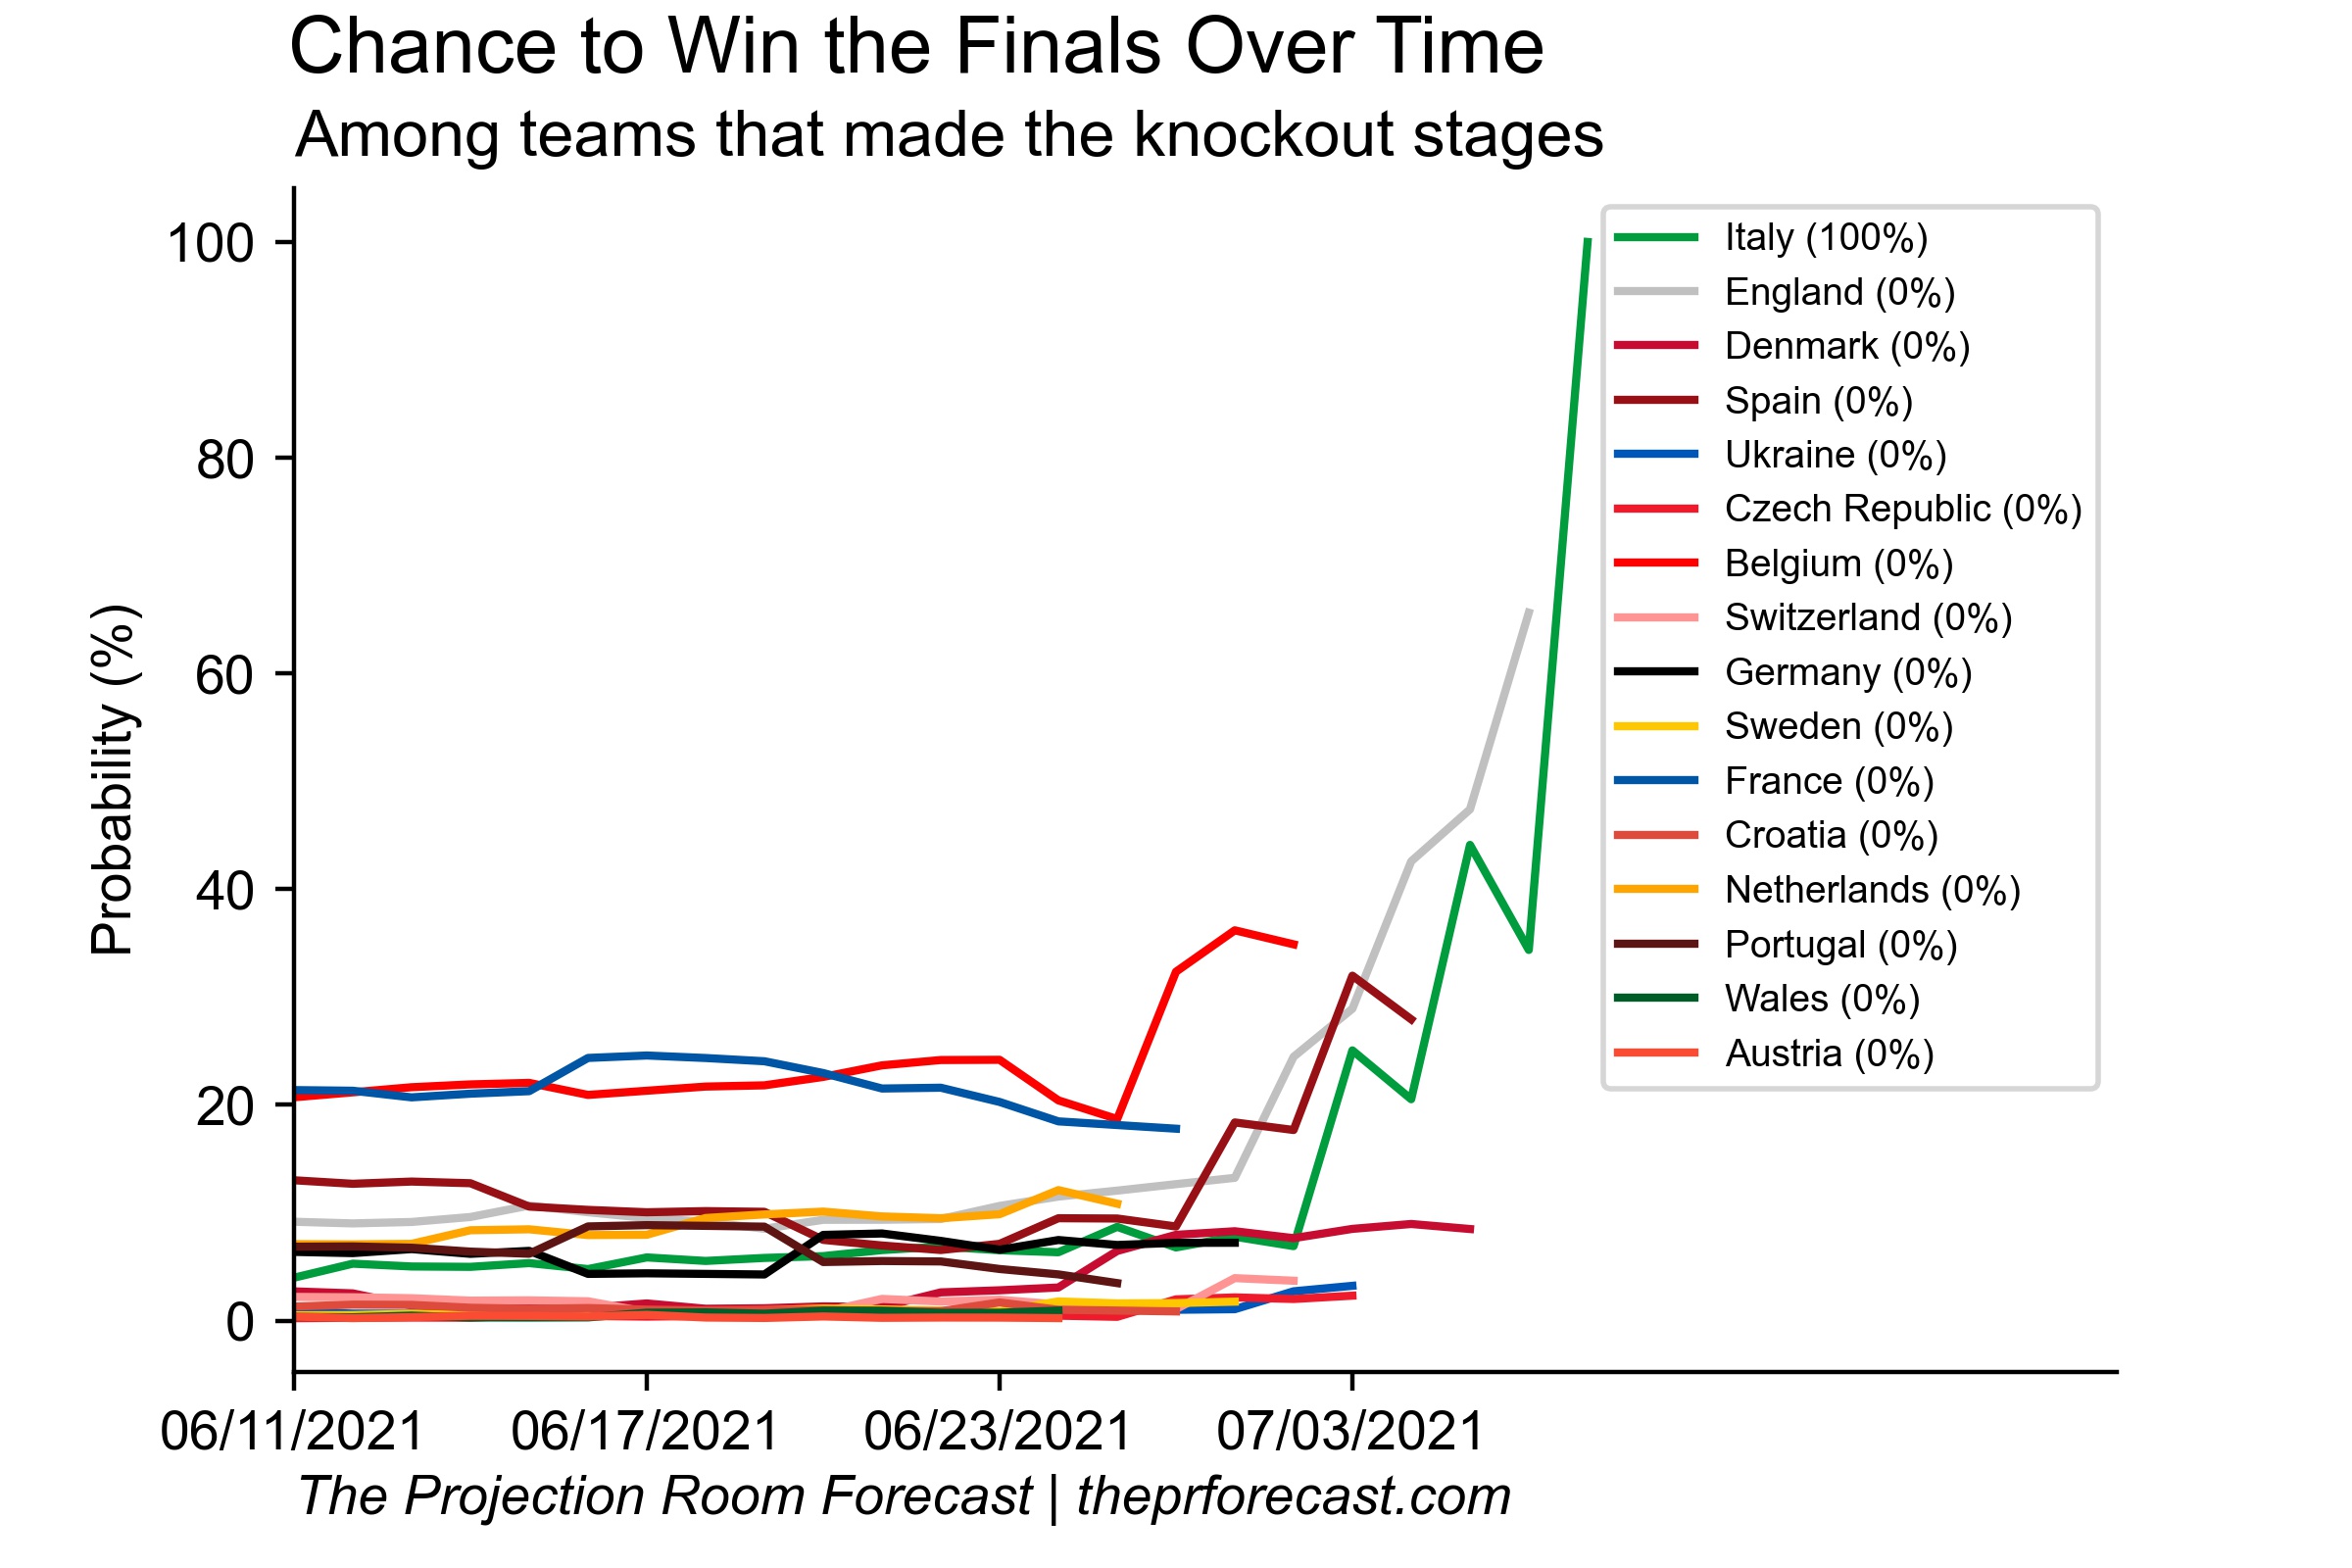 Chance to Win the Finals Over Time
Among teams that made the knockout stages
Probability (%)
100
80
60
40
20
0
Italy (100%)
England (0%)
Denmark (0%)
Spain (0%)
Ukraine (0%)
Czech Republic (0%)
Belgium (0%)
Switzerland (0%)
Germany (0%)
Sweden (0%)
France (0%)
Croatia (0%)
Netherlands (0%)
Portugal (0%)
Wales (0%)
Austria (0%)
06/11/2021 06/17/2021 06/23/2021 07/03/2021
The Projection Room Forecast | theprforecast.com